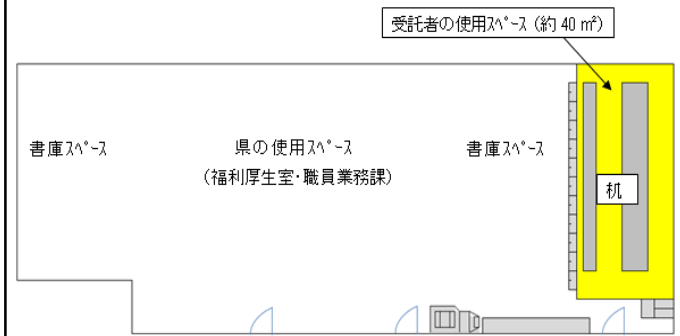 受託者の使用ｽﾍﾟｰｽ（約 40 ㎡）
書庫ｽﾍﾟｰｽ
県の使用ｽﾍﾟｰｽ
（福利厚生室・職員業務課）
書庫ｽﾍﾟｰｽ
机